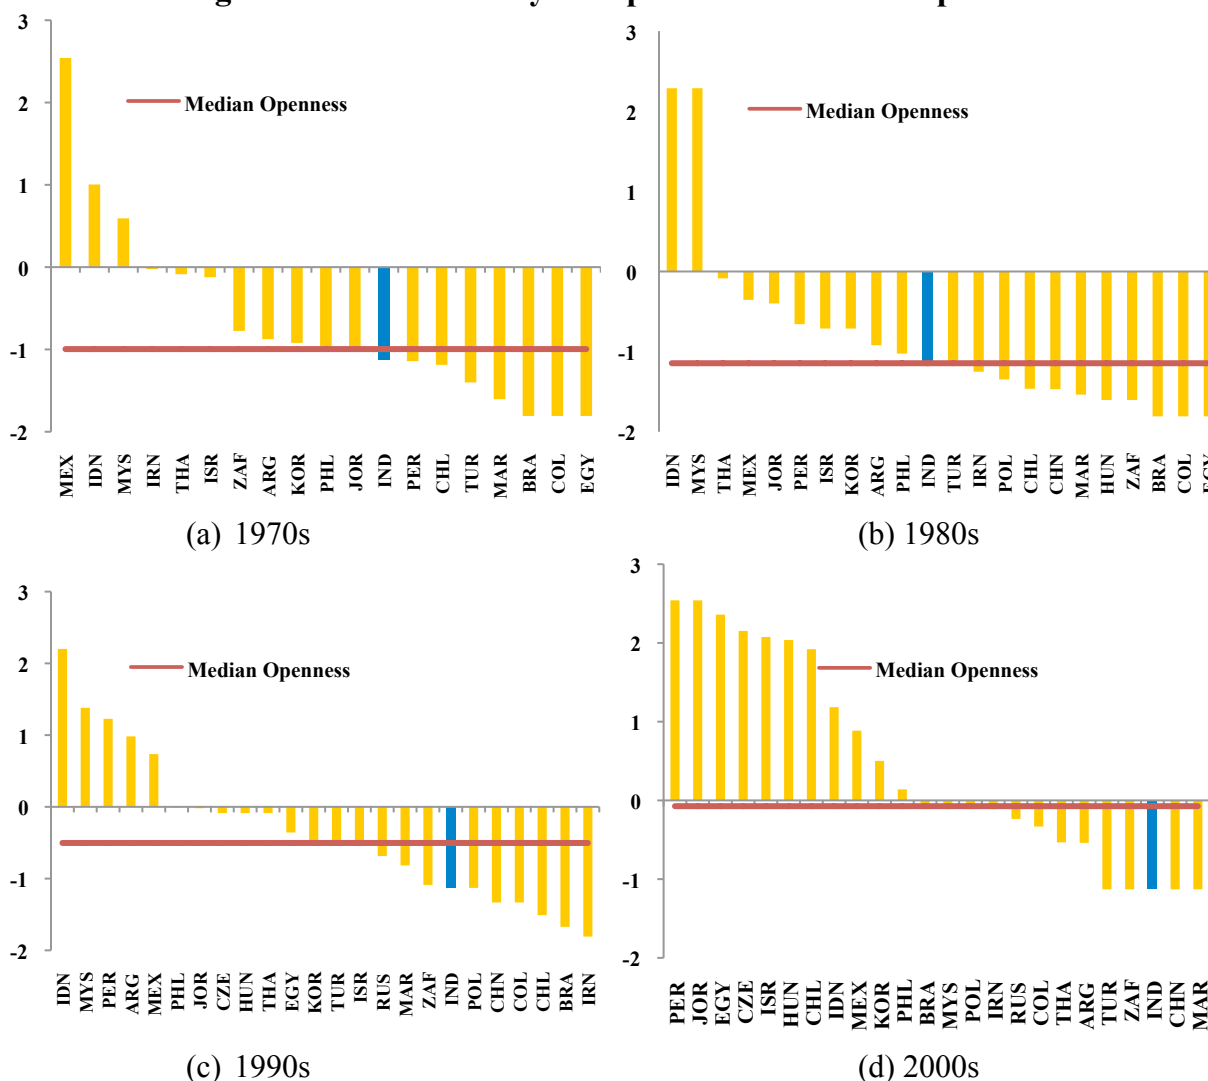 3
2
1
0
-1
-2
Median Openness
MEX IDN MYS IRN THA ISR ZAF ARG KOR PHL JOR IND PER CHL TUR MAR BRA COL EGY
(a) 1970s
3
2
1
0
-1
-2
Median Openness
IDN MYS THA MEX JOR PER ISR KOR ARG PHL IND TUR IRN POL CHL CHN MAR HUN ZAF BRA COL EGY
(b) 1980s
3
2
1
0
-1
-2
Median Openness
IDN MYS PER ARG MEX PHL JOR CZE HUN THA EGY KOR TUR ISR RUS MAR ZAF IND POL CHN COL CHL BRA IRN
(c) 1990s
3
2
1
0
-1
-2
Median Openness
PER JOR EGY CZE ISR HUN CHL IDN MEX KOR PHL BRA MYS POL IRN RUS COL THA ARG TUR ZAF IND CHN MAR
(d) 2000s